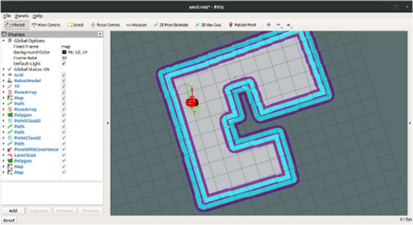 amcl.rviz* - RViz
File Panels Help
Interact Move Camera Select Focus Camera Measure 2D Pose Estimate 2D Nav Goal Publish Point
Displays
Global Options
Fixed Frame map
Background Color 48; 48; 48
Frame Rate 30
Default Light
Global Status: Ok
Grid
RobotModel
TF
PoseArray
Map
Path
PoseArray
Polygon
PointCloud2
Path
Path
PointCloud2
Path
PoseWithCovariance
LaserScan
Polygon
Map
Map
Add Duplicate Remove Rename
Reset
31 fps